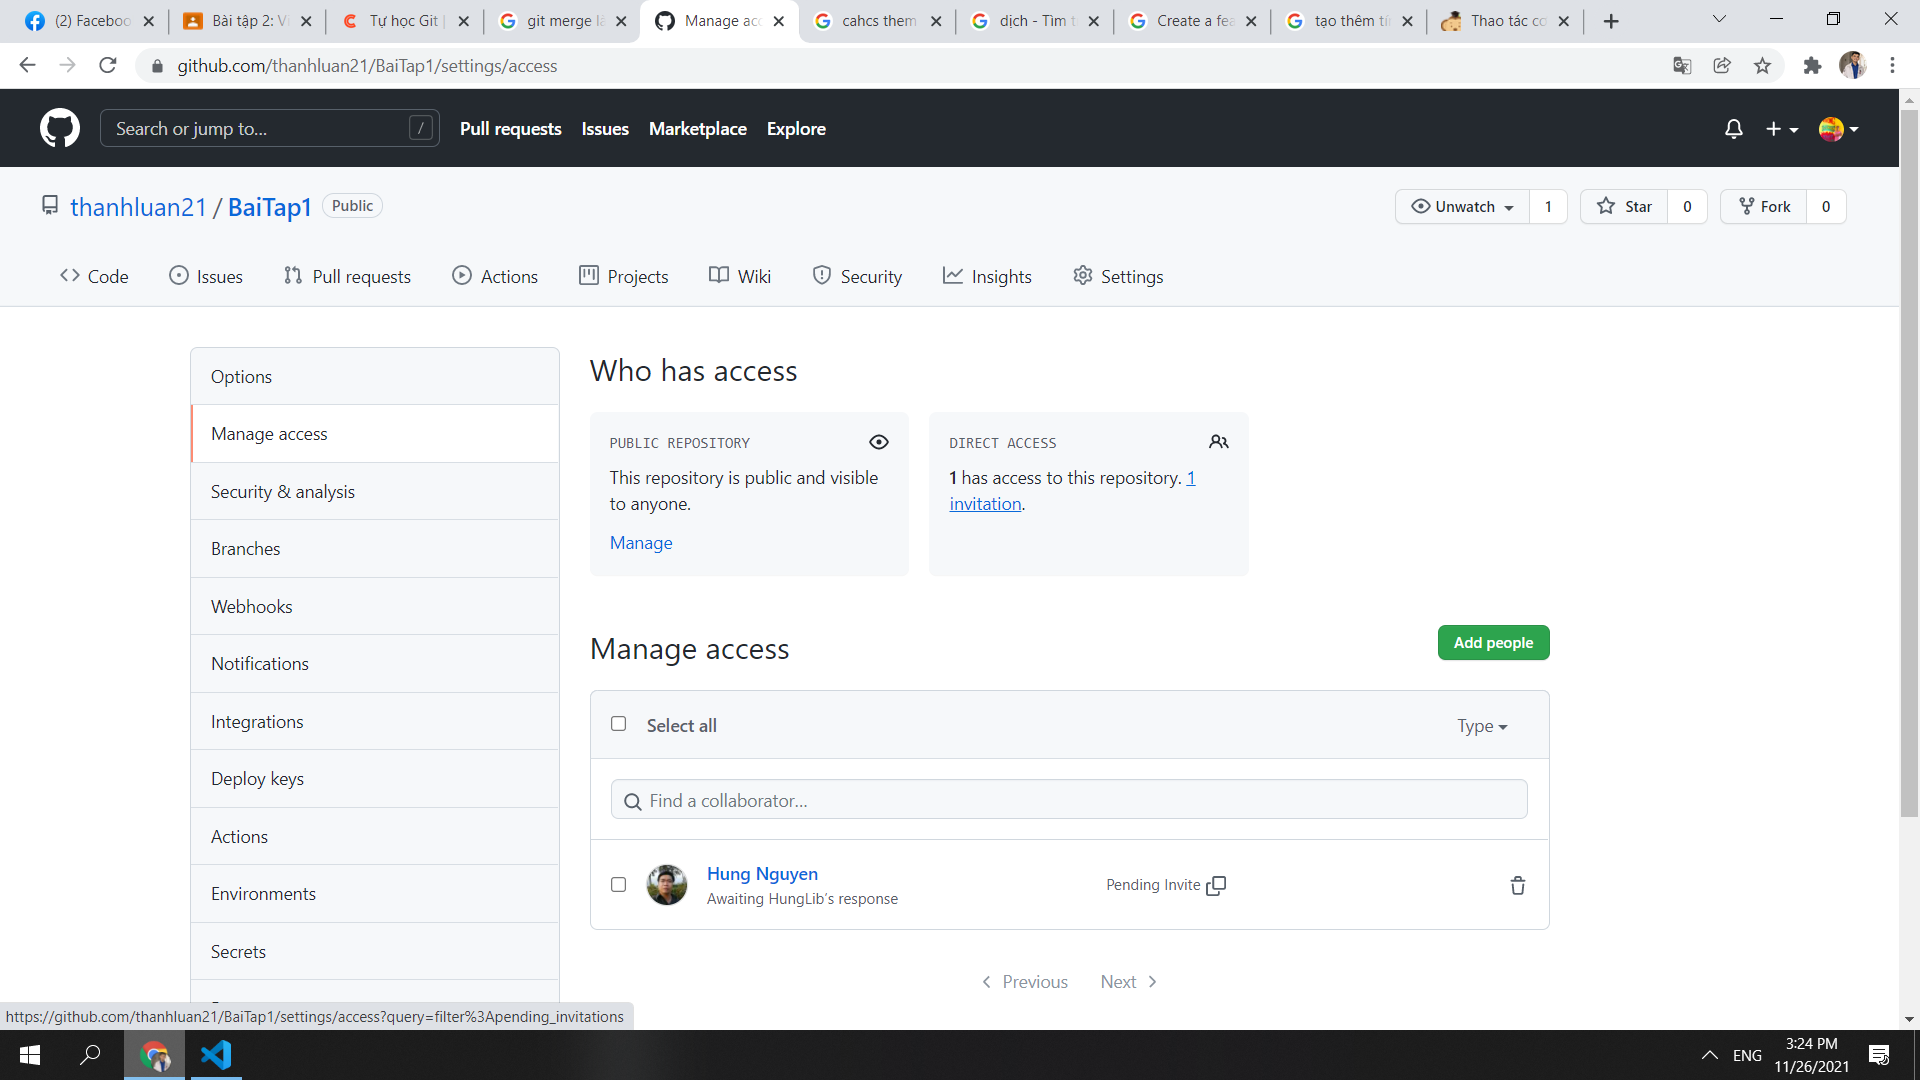 (2) Faceboo
Bài tập 2: Vi
Tự học Git |
git merge là
Manage acc
cahcs them
dịch - Tìm t
Create a fea
tạo thêm tí
Thao tác cơ
github.com/thanhluan21/BaiTap1/settings/access
Search or jump to...
/
Pull requests
Issues
Marketplace
Explore
thanhluan21 / BaiTap1
Public
Unwatch
1
Star
0
Fork
0
Code
Issues
Pull requests
Actions
Projects
Wiki
Security
Insights
Settings
Options
Manage access
Security & analysis
Branches
Webhooks
Notifications
Integrations
Deploy keys
Actions
Environments
Secrets
Who has access
PUBLIC REPOSITORY
This repository is public and visible
to anyone.
Manage
DIRECT ACCESS
1 has access to this repository. 1
invitation.
Manage access
Add people
Select all
Type
Find a collaborator...
Hung Nguyen
Awaiting HungLib's response
Pending Invite
Previous
Next
https://github.com/thanhluan21/BaiTap1/settings/access?query=filter%3Apending_invitations
ENG
3:24 PM
11/26/2021